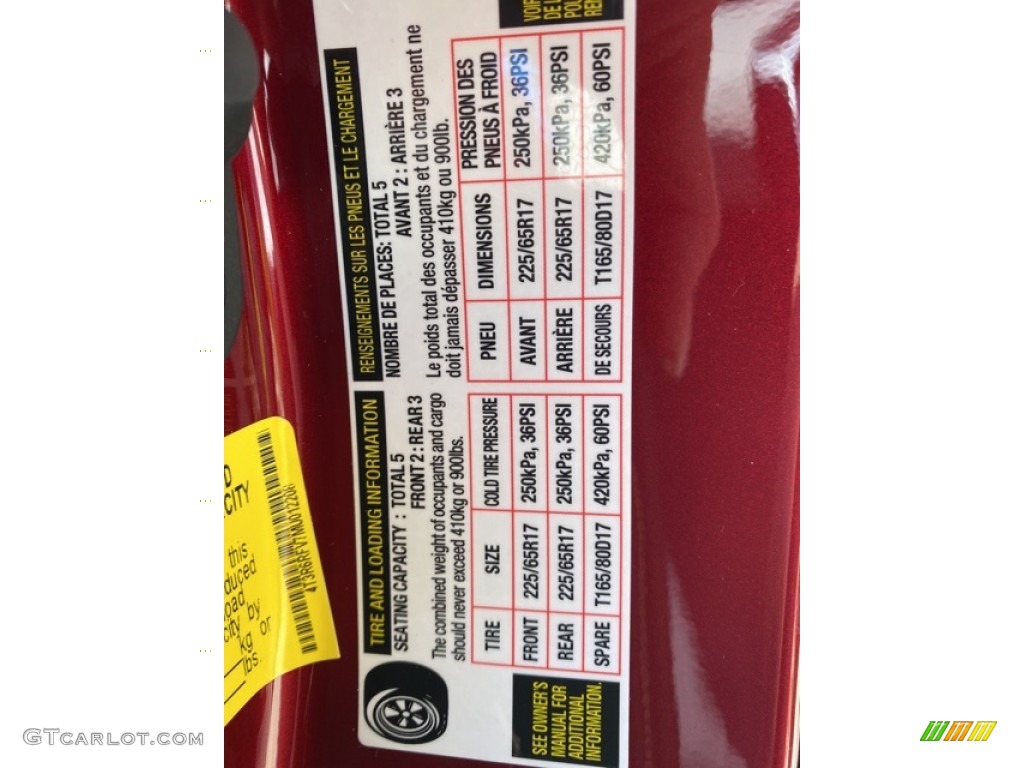 TIRE AND LOADING INFORMATION
SEATING CAPACITY : TOTAL 5
FRONT 2 : REAR 3
The combined weight of occupants and cargo
should never exceed 410kg or 900lbs.
TIRE SIZE COLD TIRE PRESSURE
FRONT 225/65R17 250kPa, 36PSI
REAR 225/65R17 250kPa, 36PSI
SPARE T165/80D17 420kPa, 60PSI
SEE OWNER'S
MANUAL FOR
ADDITIONAL
INFORMATION.
RENSEIGNEMENTS SUR LES PNEUS ET LE CHARGEMENT
NOMBRE DE PLACES: TOTAL 5
AVANT 2 : ARRIÈRE 3
Le poids total des occupants et du chargement ne
doit jamais dépasser 410kg ou 900lb.
PNEU DIMENSIONS PRESSION DES
PNEUS À FROID
AVANT 225/65R17 250kPa, 36PSI
ARRIÈRE 225/65R17 250kPa, 36PSI
DE SECOURS T165/80D17 420kPa, 60PSI
VOIR
this
by
kg or
lbs.
GTCARLOT.COM